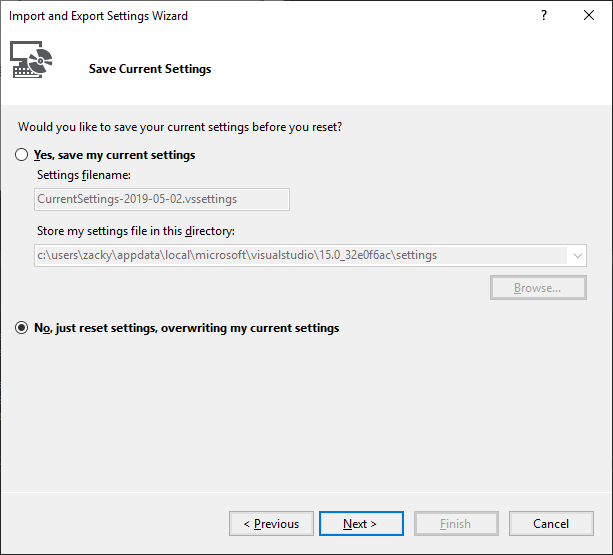 Import and Export Settings Wizard ?
Save Current Settings
Would you like to save your current settings before you reset?
Yes, save my current settings
Settings filename:
CurrentSettings-2019-05-02.vssettings
Store my settings file in this directory:
c:\users\zacky\appdata\local\microsoft\visualstudio\15.0_32e0f6ac\settings
Browse...
No, just reset settings, overwriting my current settings
< Previous Next > Finish Cancel